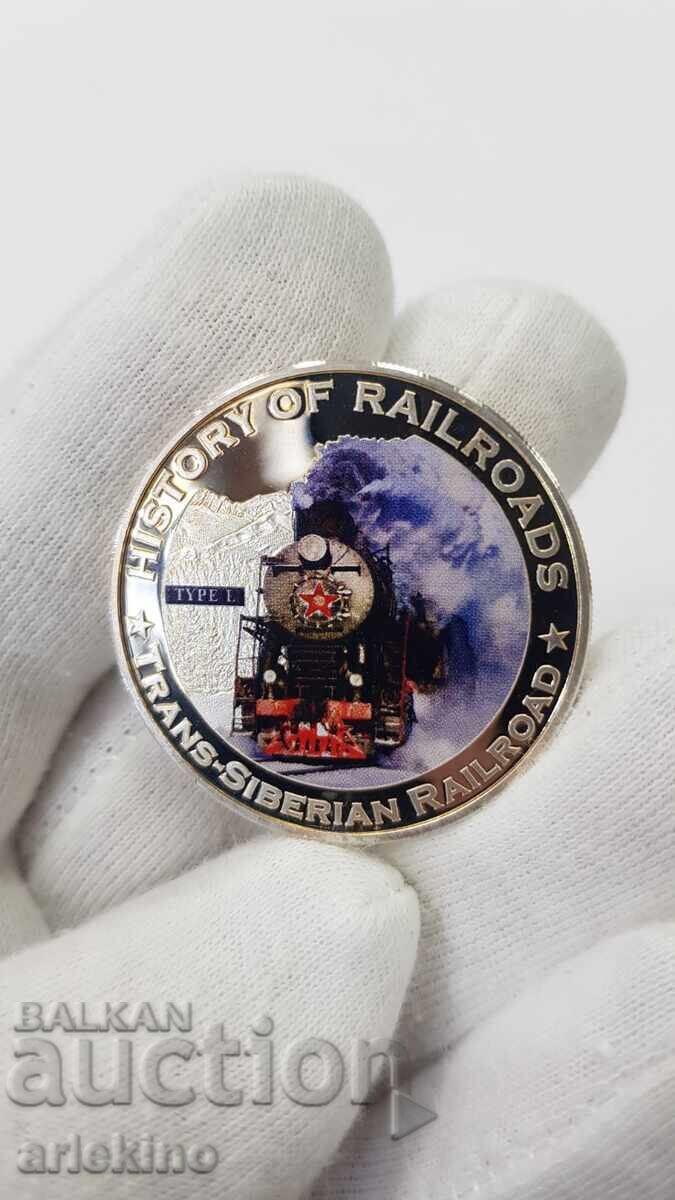 HISTORY OF RAILROADS
TYPE L
★ TRANS-SIBERIAN RAILROAD ★
BALKAN
auction
arlekino